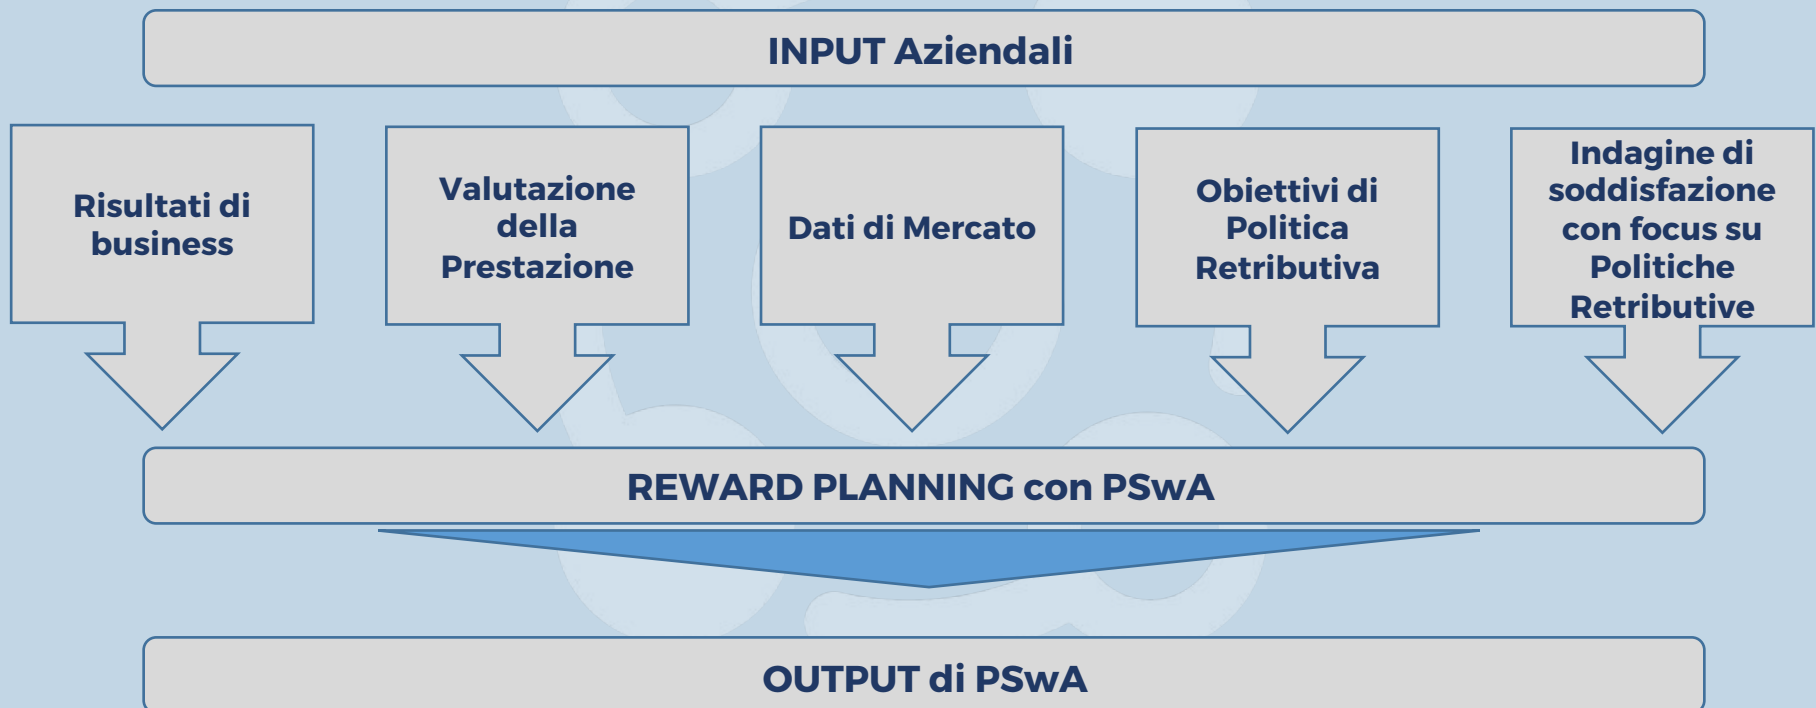 INPUT Aziendali
Risultati di
business
Valutazione
della
Prestazione
Dati di Mercato
Obiettivi di
Politica
Retributiva
Indagine di
soddisfazione
con focus su
Politiche
Retributive
REWARD PLANNING con PSwA
OUTPUT di PSwA